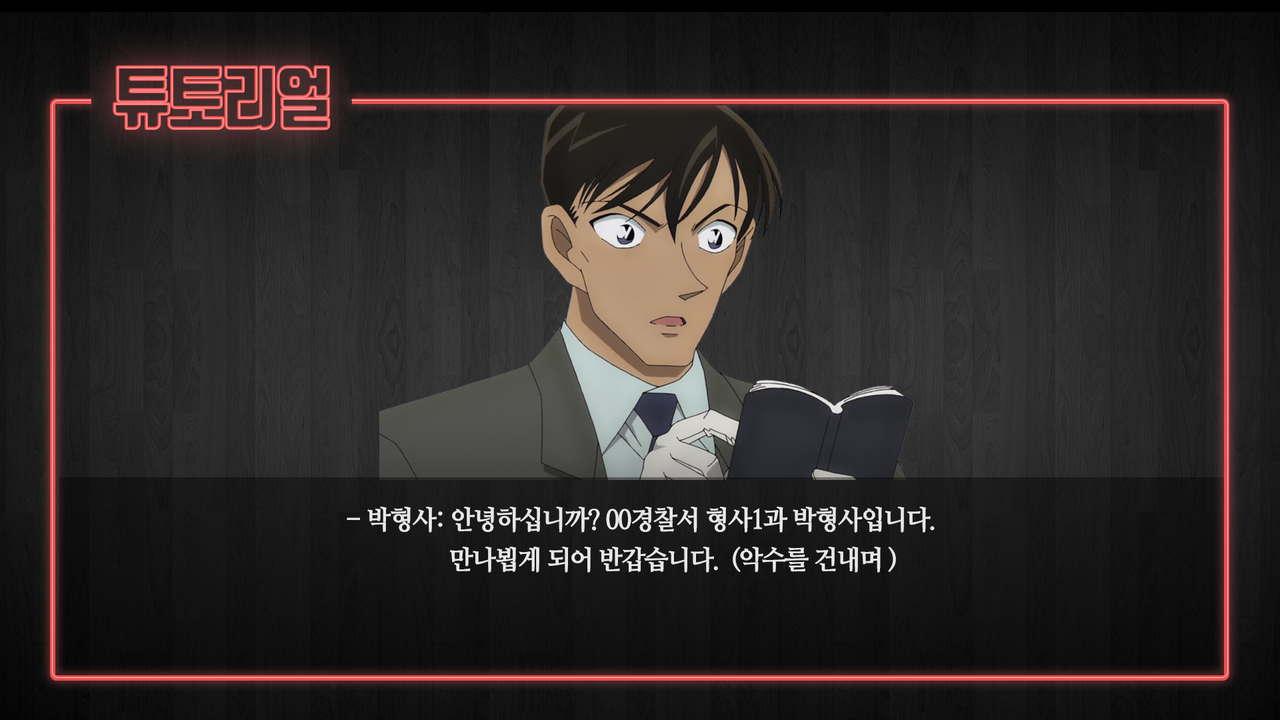 튜토리얼
- 박형사: 안녕하십니까? 00경찰서 형사1과 박형사입니다.
만나뵙게 되어 반갑습니다. (악수를 건내며 )